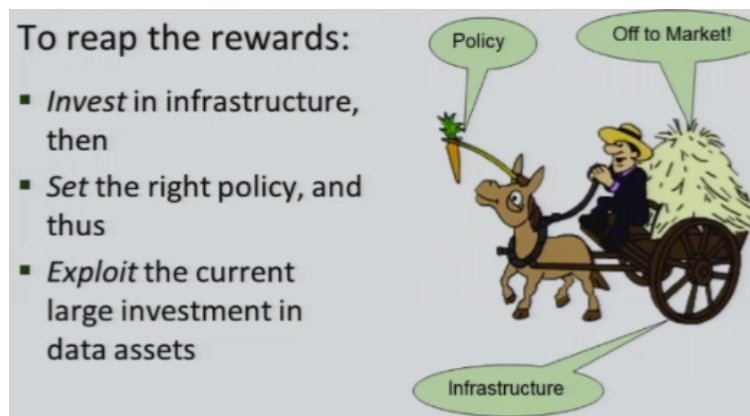 To reap the rewards:
▪ Invest in infrastructure,
then
▪ Set the right policy, and
thus
▪ Exploit the current
large investment in
data assets
Policy
Off to Market!
Infrastructure